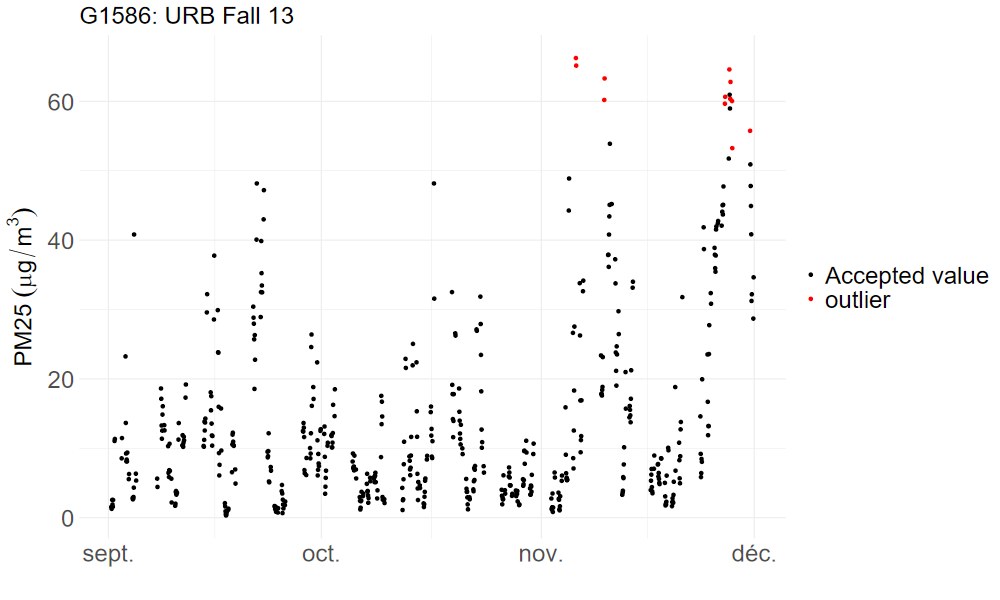 G1586: URB Fall 13
PM25 (μg/m³)
60
40
20
0
sept.
oct.
nov.
déc.
Accepted value
outlier